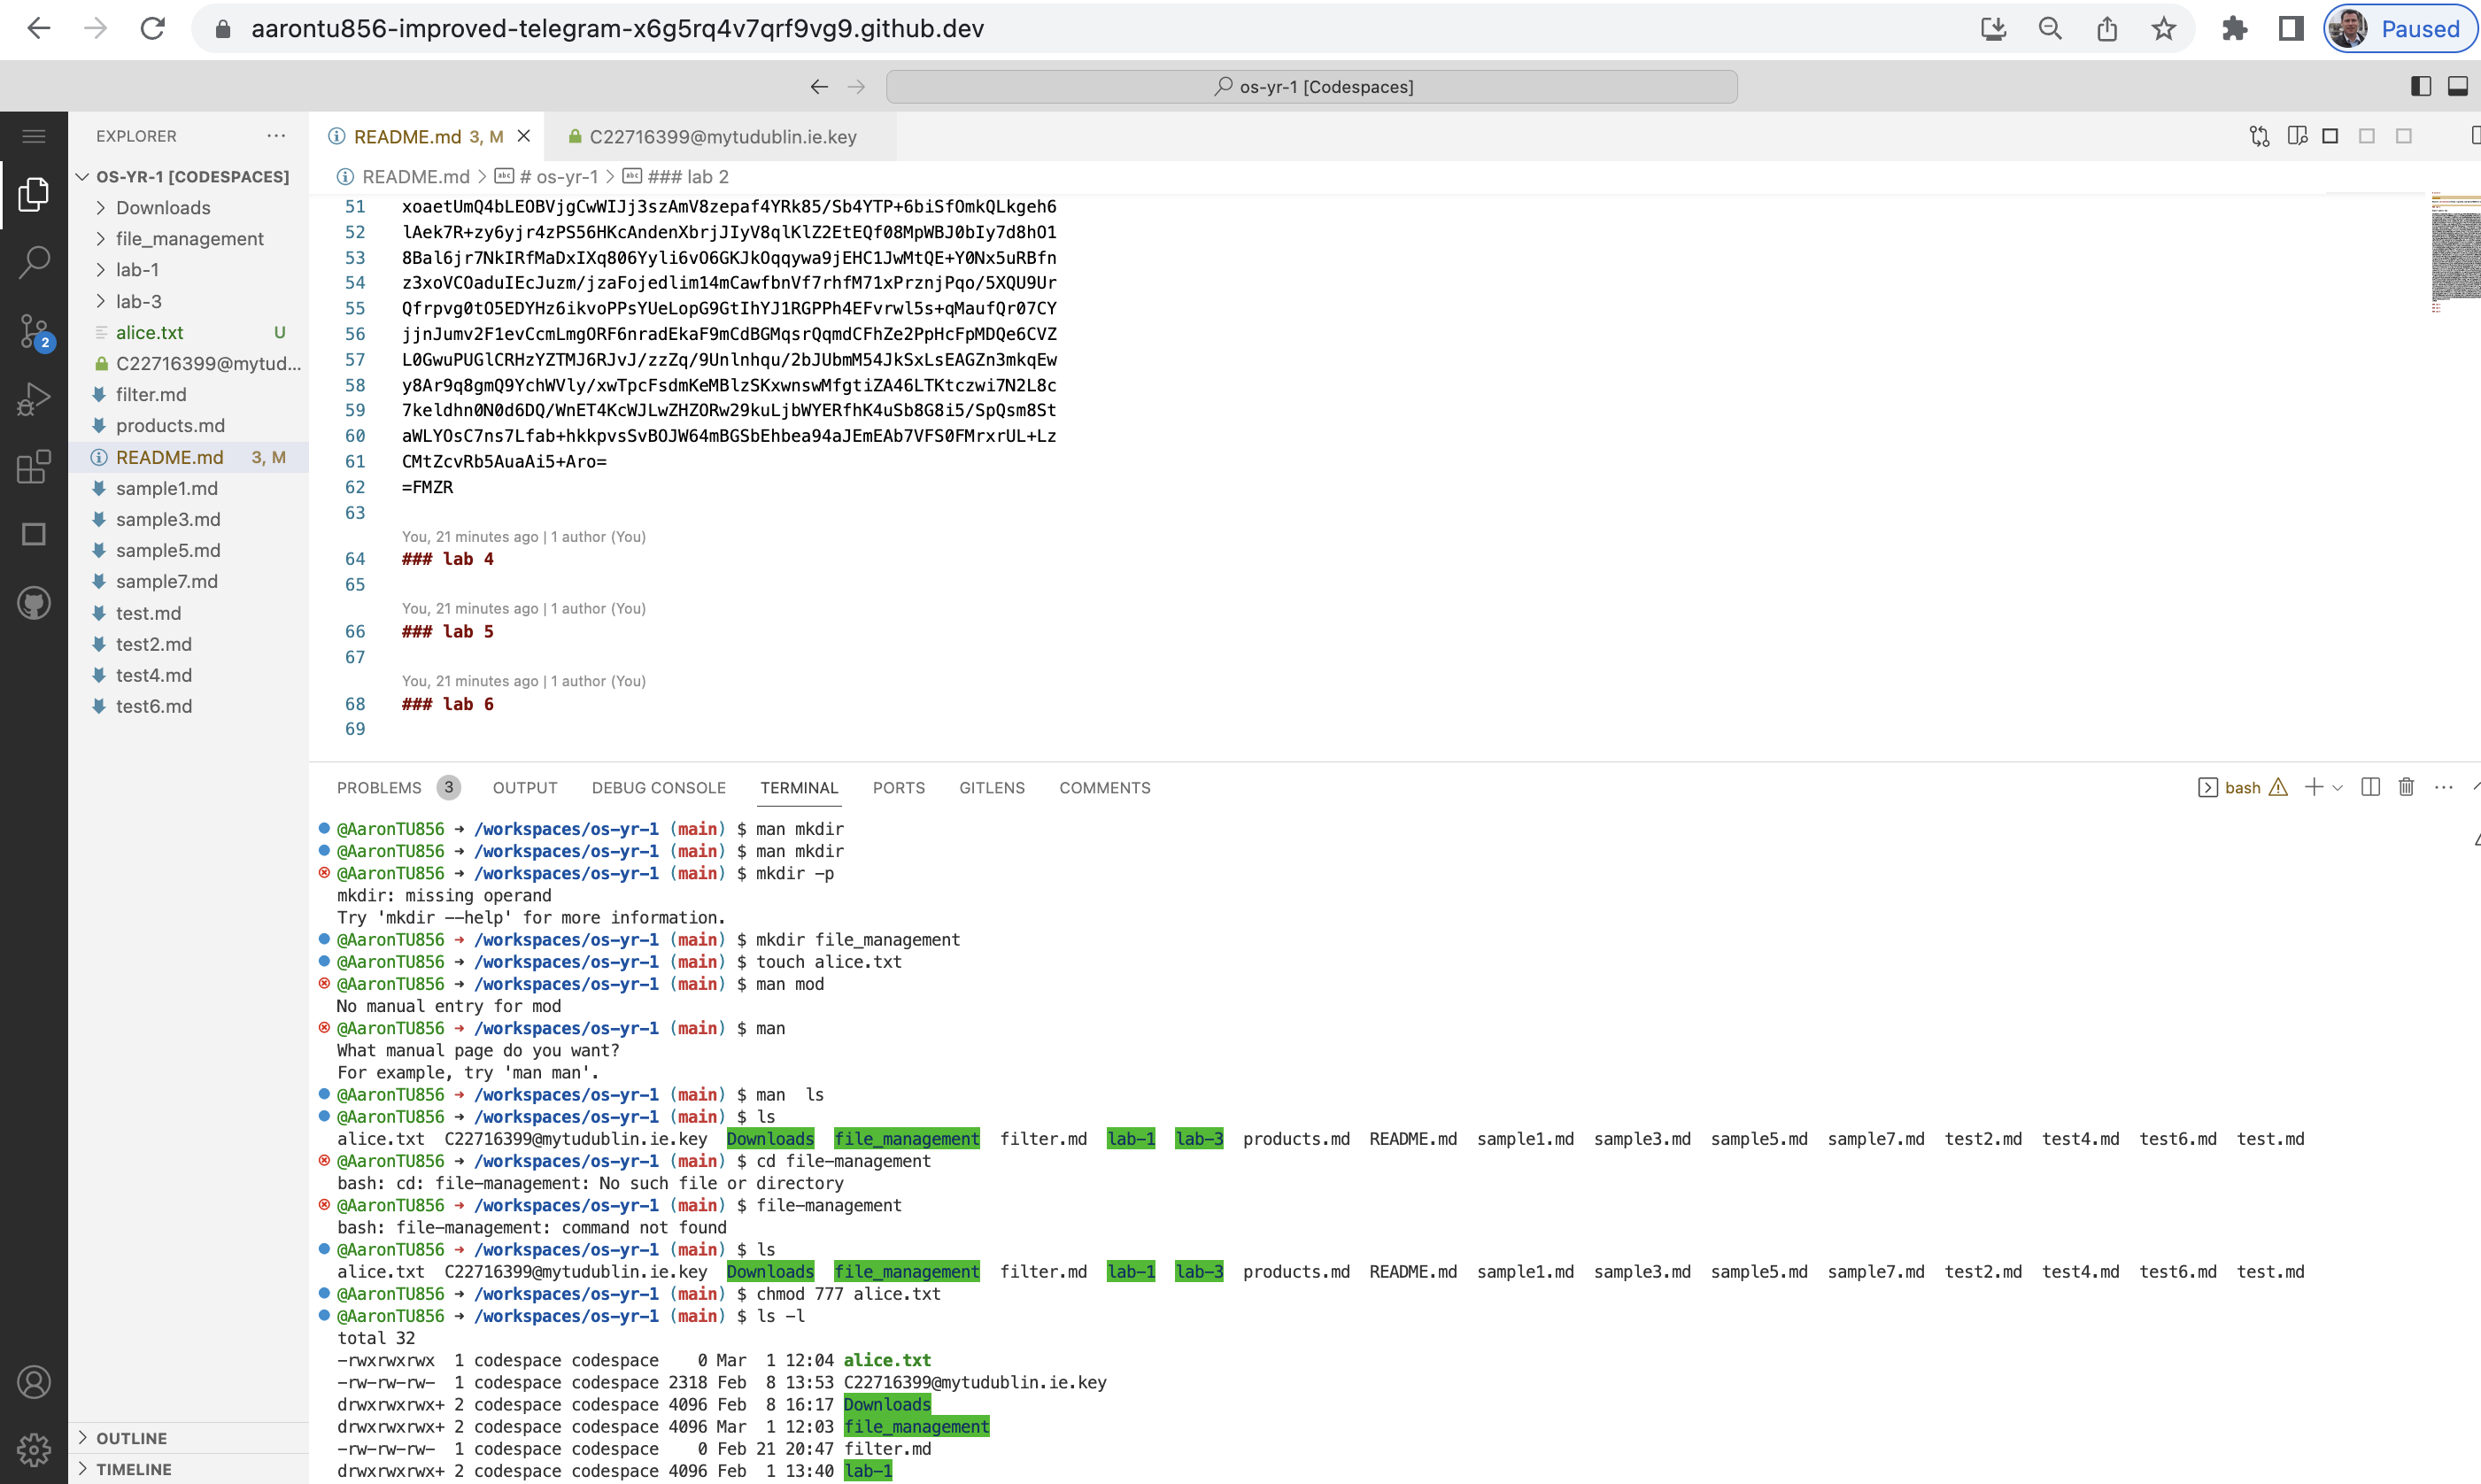 aarontu856-improved-telegram-x6g5rq4v7qrf9vg9.github.dev
Paused
os-yr-1 [Codespaces]
EXPLORER
README.md 3, M
C22716399@mytudublin.ie.key
OS-YR-1 [CODESPACES]
README.md > # os-yr-1 > ### lab 2
Downloads
file_management
lab-1
lab-3
alice.txt U
C22716399@mytud...
filter.md
products.md
README.md 3, M
sample1.md
sample3.md
sample5.md
sample7.md
test.md
test2.md
test4.md
test6.md
2
OUTLINE
TIMELINE
51 xoaetUmQ4bLEOBVjgCwWIJj3szAmV8zepaf4YRk85/Sb4YTP+6biSfOmkQLkgeh6
52 lAek7R+zy6yjr4zPS56HKcAndenXbrjJIyV8qlKlZ2EtEQf08MpWBJ0bIy7d8hO1
53 8Bal6jr7NkIRfMaDxIXq806Yyli6vO6GKJkOqqywa9jEHC1JwMtQE+Y0Nx5uRBfn
54 z3xoVCOaduIEcJuzm/jzaFojedlim14mCawfbnVf7rhfM71xPrznjPqo/5XQU9Ur
55 Qfrpvg0tO5EDYHz6ikvoPPsYUeLopG9GtIhYJ1RGPPh4EFvrwl5s+qMaufQr07CY
56 jjnJumv2F1evCcmLmgORF6nradEkaF9mCdBGMqsrQqmdCFhZe2PpHcFpMDQe6CVZ
57 L0GwuPUGlCRHzYZTMJ6RJvJ/zzZq/9Unlnhqu/2bJUbmM54JkSxLsEAGZn3mkqEw
58 y8Ar9q8gmQ9YchWVly/xwTpcFsdmKeMBlzSKxwnswMfgtiZA46LTKtczwi7N2L8c
59 7keldhn0N0d6DQ/WnET4KcWJLwZHZORw29kuLjbWYERfhK4uSb8G8i5/SpQsm8St
60 aWLYOsC7ns7Lfab+hkkpvsSvBOJW64mBGSbEhbea94aJEmEAb7VFS0FMrxrUL+Lz
61 CMtZcvRb5AuaAi5+Aro=
62 =FMZR
63
You, 21 minutes ago | 1 author (You)
64 ### lab 4
65
You, 21 minutes ago | 1 author (You)
66 ### lab 5
67
You, 21 minutes ago | 1 author (You)
68 ### lab 6
69
PROBLEMS 3 OUTPUT DEBUG CONSOLE TERMINAL PORTS GITLENS COMMENTS
bash
@AaronTU856 → /workspaces/os-yr-1 (main) $ man mkdir
@AaronTU856 → /workspaces/os-yr-1 (main) $ man mkdir
@AaronTU856 → /workspaces/os-yr-1 (main) $ mkdir -p
mkdir: missing operand
Try 'mkdir --help' for more information.
@AaronTU856 → /workspaces/os-yr-1 (main) $ mkdir file_management
@AaronTU856 → /workspaces/os-yr-1 (main) $ touch alice.txt
@AaronTU856 → /workspaces/os-yr-1 (main) $ man mod
No manual entry for mod
@AaronTU856 → /workspaces/os-yr-1 (main) $ man
What manual page do you want?
For example, try 'man man'.
@AaronTU856 → /workspaces/os-yr-1 (main) $ man  ls
@AaronTU856 → /workspaces/os-yr-1 (main) $ ls
alice.txt  C22716399@mytudublin.ie.key  Downloads  file_management  filter.md  lab-1  lab-3  products.md  README.md  sample1.md  sample3.md  sample5.md  sample7.md  test2.md  test4.md  test6.md  test.md
@AaronTU856 → /workspaces/os-yr-1 (main) $ cd file-management
bash: cd: file-management: No such file or directory
@AaronTU856 → /workspaces/os-yr-1 (main) $ file-management
bash: file-management: command not found
@AaronTU856 → /workspaces/os-yr-1 (main) $ ls
alice.txt  C22716399@mytudublin.ie.key  Downloads  file_management  filter.md  lab-1  lab-3  products.md  README.md  sample1.md  sample3.md  sample5.md  sample7.md  test2.md  test4.md  test6.md  test.md
@AaronTU856 → /workspaces/os-yr-1 (main) $ chmod 777 alice.txt
@AaronTU856 → /workspaces/os-yr-1 (main) $ ls -l
total 32
-rwxrwxrwx  1 codespace codespace    0 Mar  1 12:04 alice.txt
-rw-rw-rw-  1 codespace codespace 2318 Feb  8 13:53 C22716399@mytudublin.ie.key
drwxrwxrwx+ 2 codespace codespace 4096 Feb  8 16:17 Downloads
drwxrwxrwx+ 2 codespace codespace 4096 Mar  1 12:03 file_management
-rw-rw-rw-  1 codespace codespace    0 Feb 21 20:47 filter.md
drwxrwxrwx+ 2 codespace codespace 4096 Feb  1 13:40 lab-1